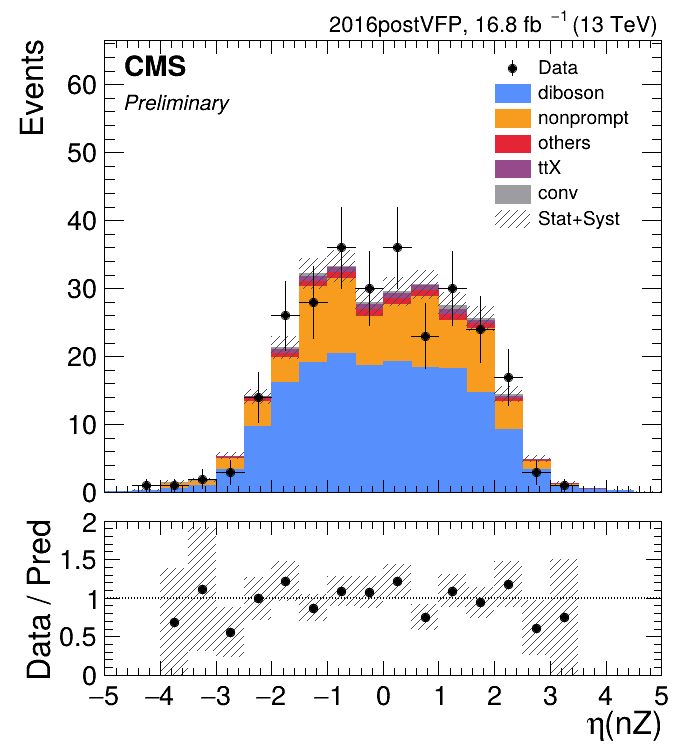 2016postVFP, 16.8 fb⁻¹ (13 TeV)
CMS
Preliminary
Events
60
50
40
30
20
10
0
Data
diboson
nonprompt
others
ttX
conv
Stat+Syst
Data / Pred
2
1.5
1
0.5
0
−5 −4 −3 −2 −1 0 1 2 3 4 5
η(nZ)